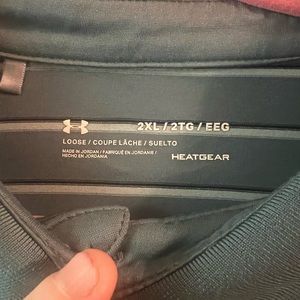 2XL / 2TG / EEG
LOOSE / COUPE LÂCHE / SUELTO
MADE IN JORDAN / FABRIQUÉ EN JORDANIE /
HECHO EN JORDANIA
HEATGEAR